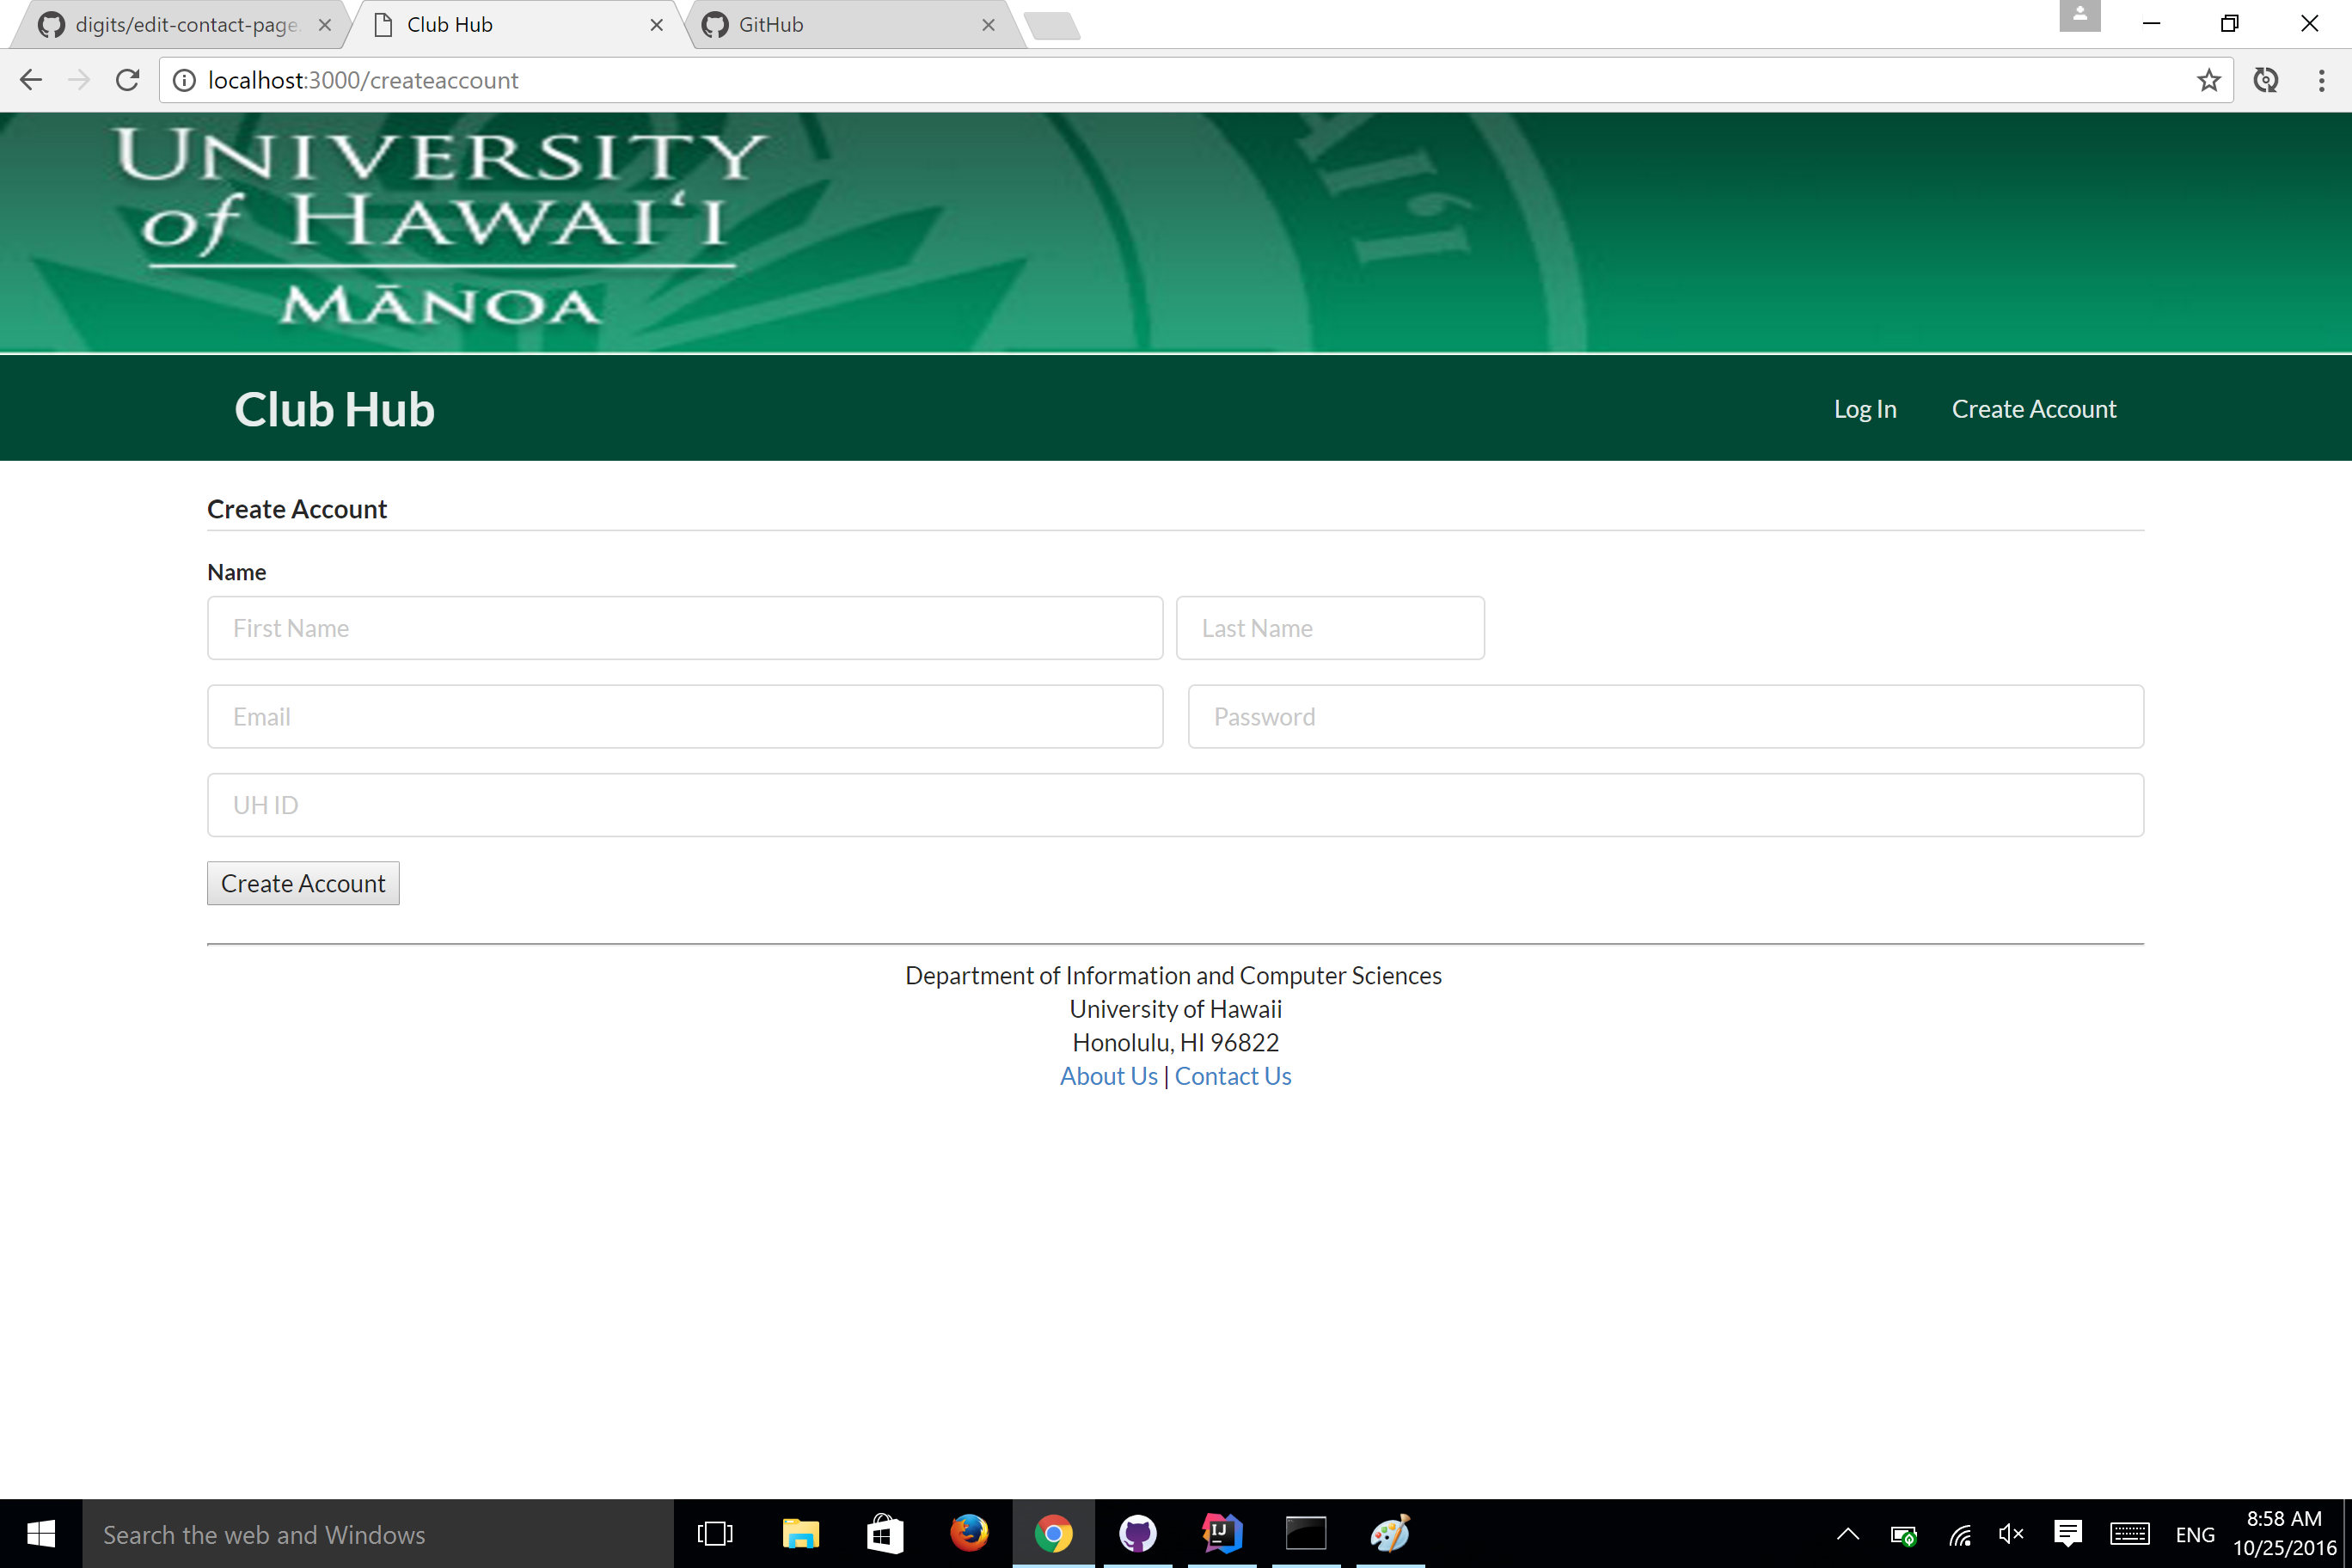 digits/edit-contact-page.
Club Hub
GitHub
localhost:3000/createaccount
UNIVERSITY
of HAWAIʻI
MĀNOA
AIʻI
Club Hub
Log In
Create Account
Create Account
Name
First Name
Last Name
Email
Password
UH ID
Create Account
Department of Information and Computer Sciences
University of Hawaii
Honolulu, HI 96822
About Us | Contact Us
Search the web and Windows
IJ
ENG
8:58 AM
10/25/2016